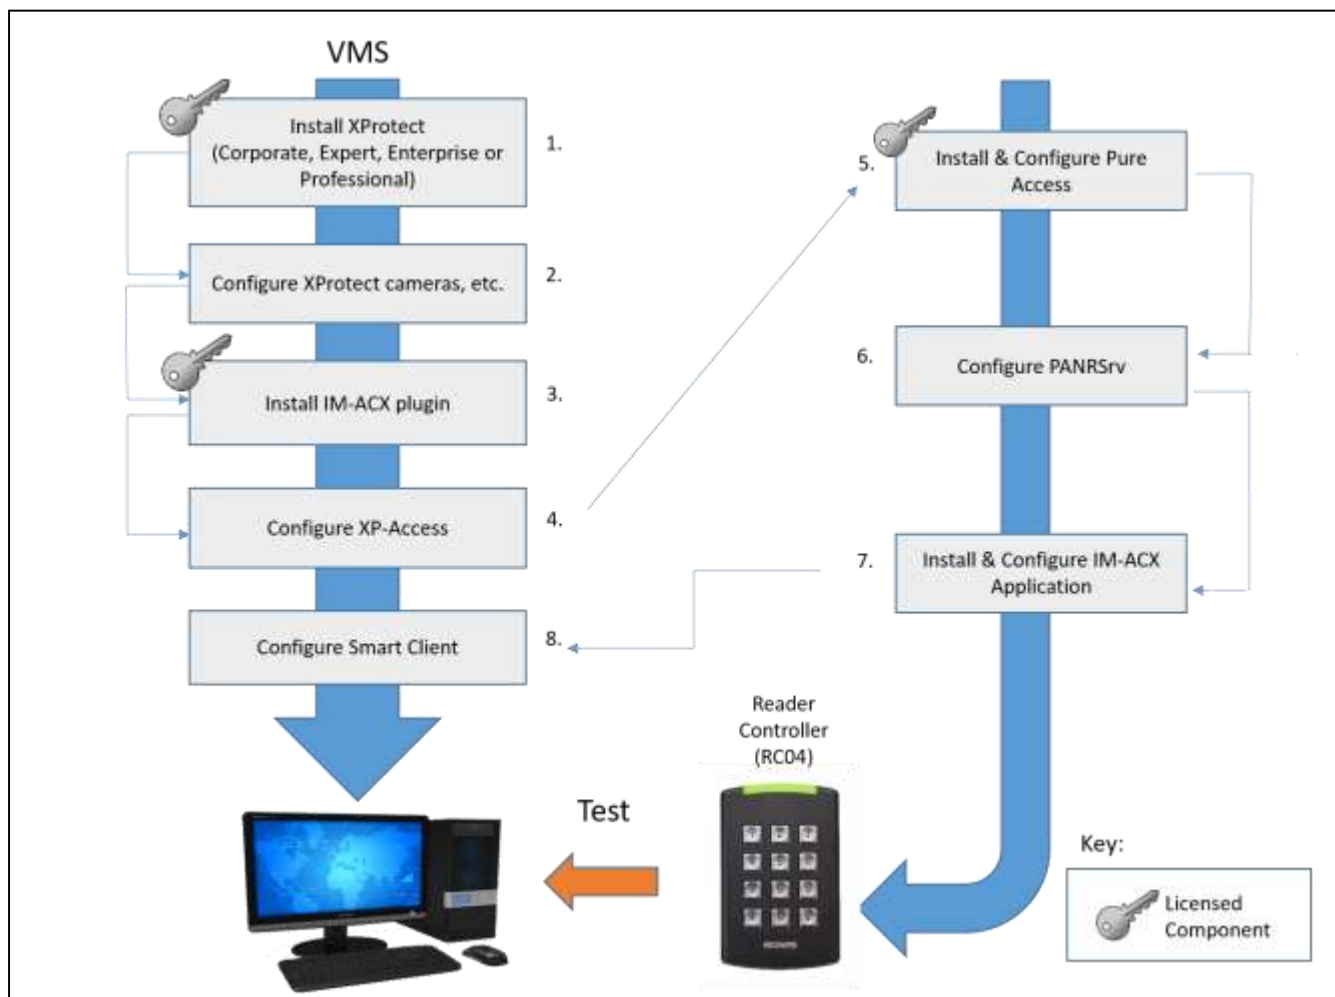 VMS
Install XProtect
(Corporate, Expert, Enterprise or
Professional)
1.
Configure XProtect cameras, etc.
2.
Install IM-ACX plugin
3.
Configure XP-Access
4.
5.
Install & Configure Pure
Access
6.
Configure PANRSrv
7.
Install & Configure IM-ACX
Application
Configure Smart Client
8.
Reader
Controller
(RC04)
Test
Key:
Licensed
Component